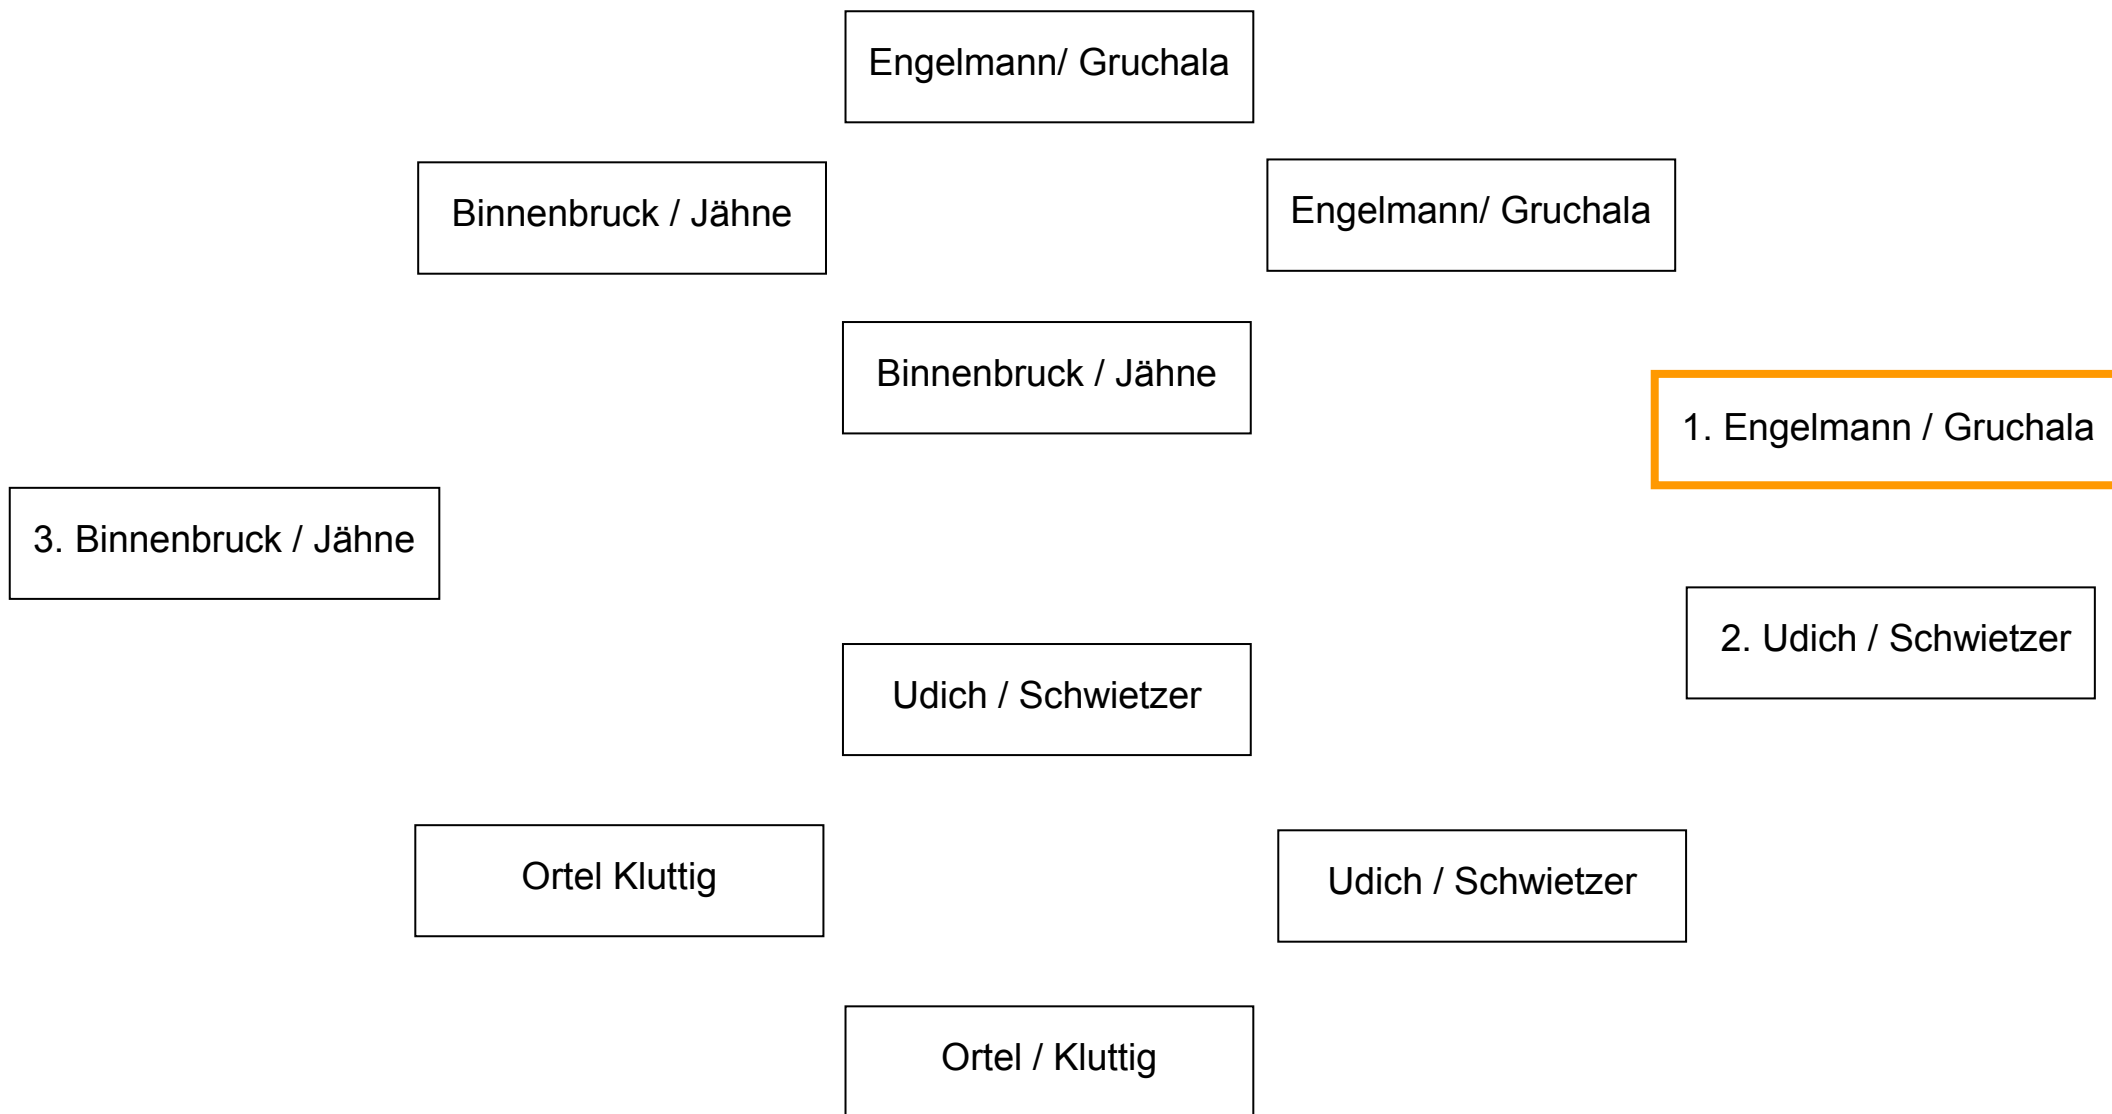 Engelmann/ Gruchala
Binnenbruck / Jähne
Engelmann/ Gruchala
Binnenbruck / Jähne
1. Engelmann / Gruchala
3. Binnenbruck / Jähne
2. Udich / Schwietzer
Udich / Schwietzer
Ortel Kluttig
Udich / Schwietzer
Ortel / Kluttig